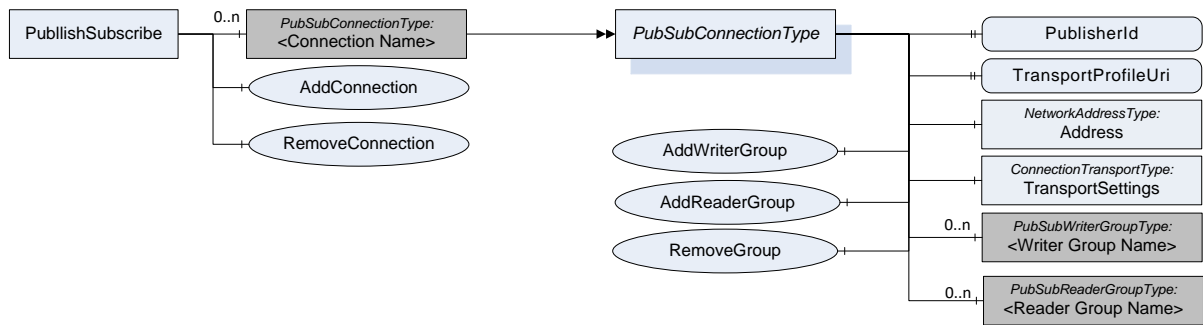 PubllishSubscribe
0..n
PubSubConnectionType:
<Connection Name>
AddConnection
RemoveConnection
PubSubConnectionType
AddWriterGroup
AddReaderGroup
RemoveGroup
PublisherId
TransportProfileUri
NetworkAddressType:
Address
ConnectionTransportType:
TransportSettings
0..n
PubSubWriterGroupType:
<Writer Group Name>
0..n
PubSubReaderGroupType:
<Reader Group Name>